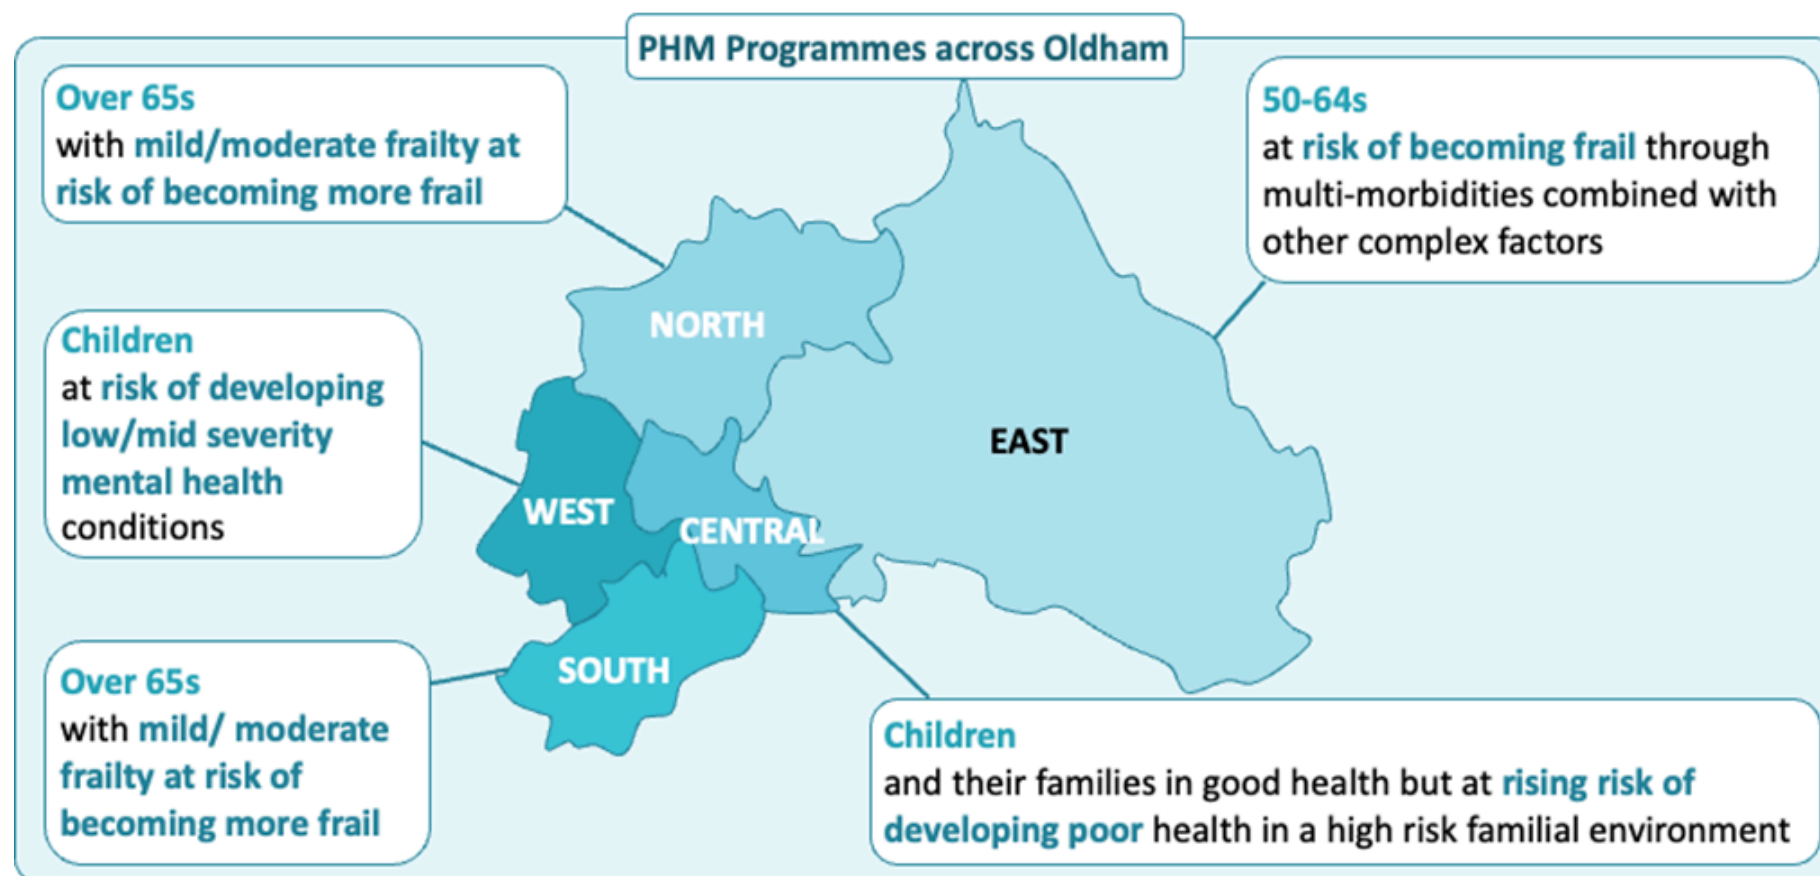 PHM Programmes across Oldham
Over 65s
with mild/moderate frailty at
risk of becoming more frail
50-64s
at risk of becoming frail through
multi-morbidities combined with
other complex factors
Children
at risk of developing
low/mid severity
mental health
conditions
NORTH
EAST
WEST
CENTRAL
SOUTH
Over 65s
with mild/ moderate
frailty at risk of
becoming more frail
Children
and their families in good health but at rising risk of
developing poor health in a high risk familial environment